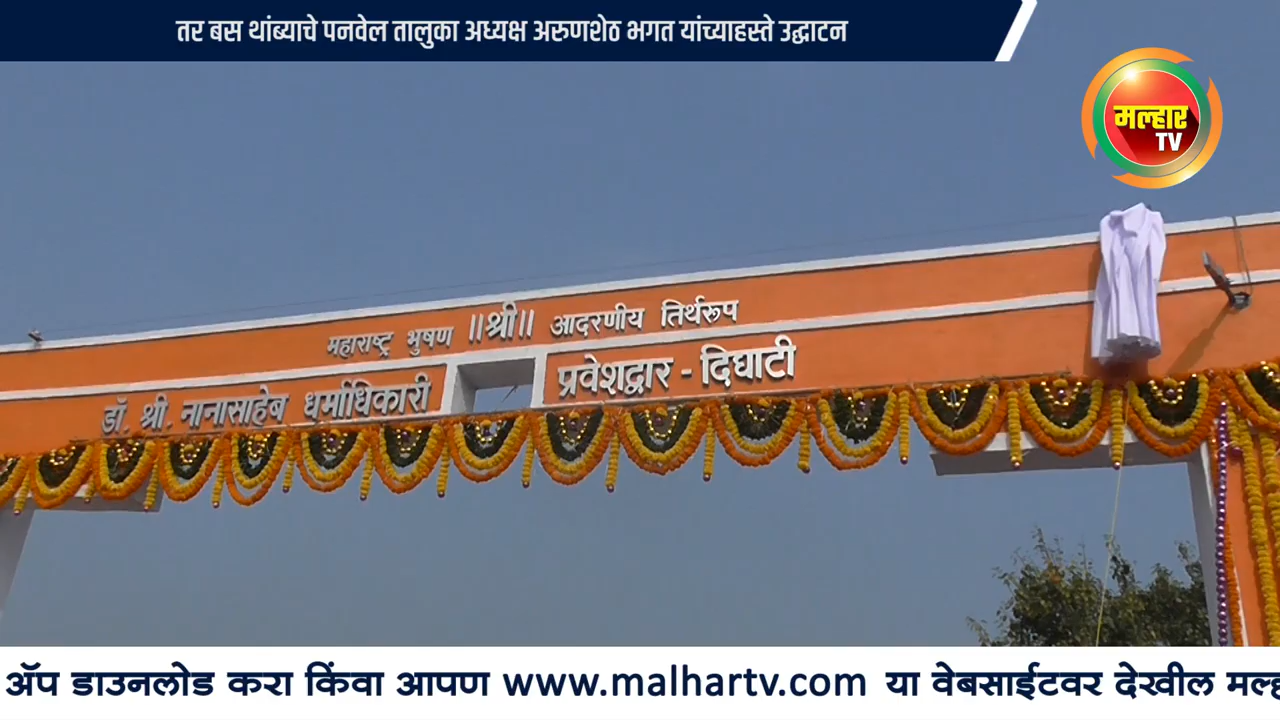 तर बस थांब्याचे पनवेल तालुका अध्यक्ष अरुणशेठ भगत यांच्याहस्ते उद्घाटन
मल्हार
TV
महाराष्ट्र भुषण ॥श्री॥ आदरणीय तिर्थरूप
डॉ. श्री. नानासाहेब धर्माधिकारी प्रवेशद्वार - दिघाटी
ॲप डाउनलोड करा किंवा आपण www.malhartv.com या वेबसाईटवर देखील मल्ह